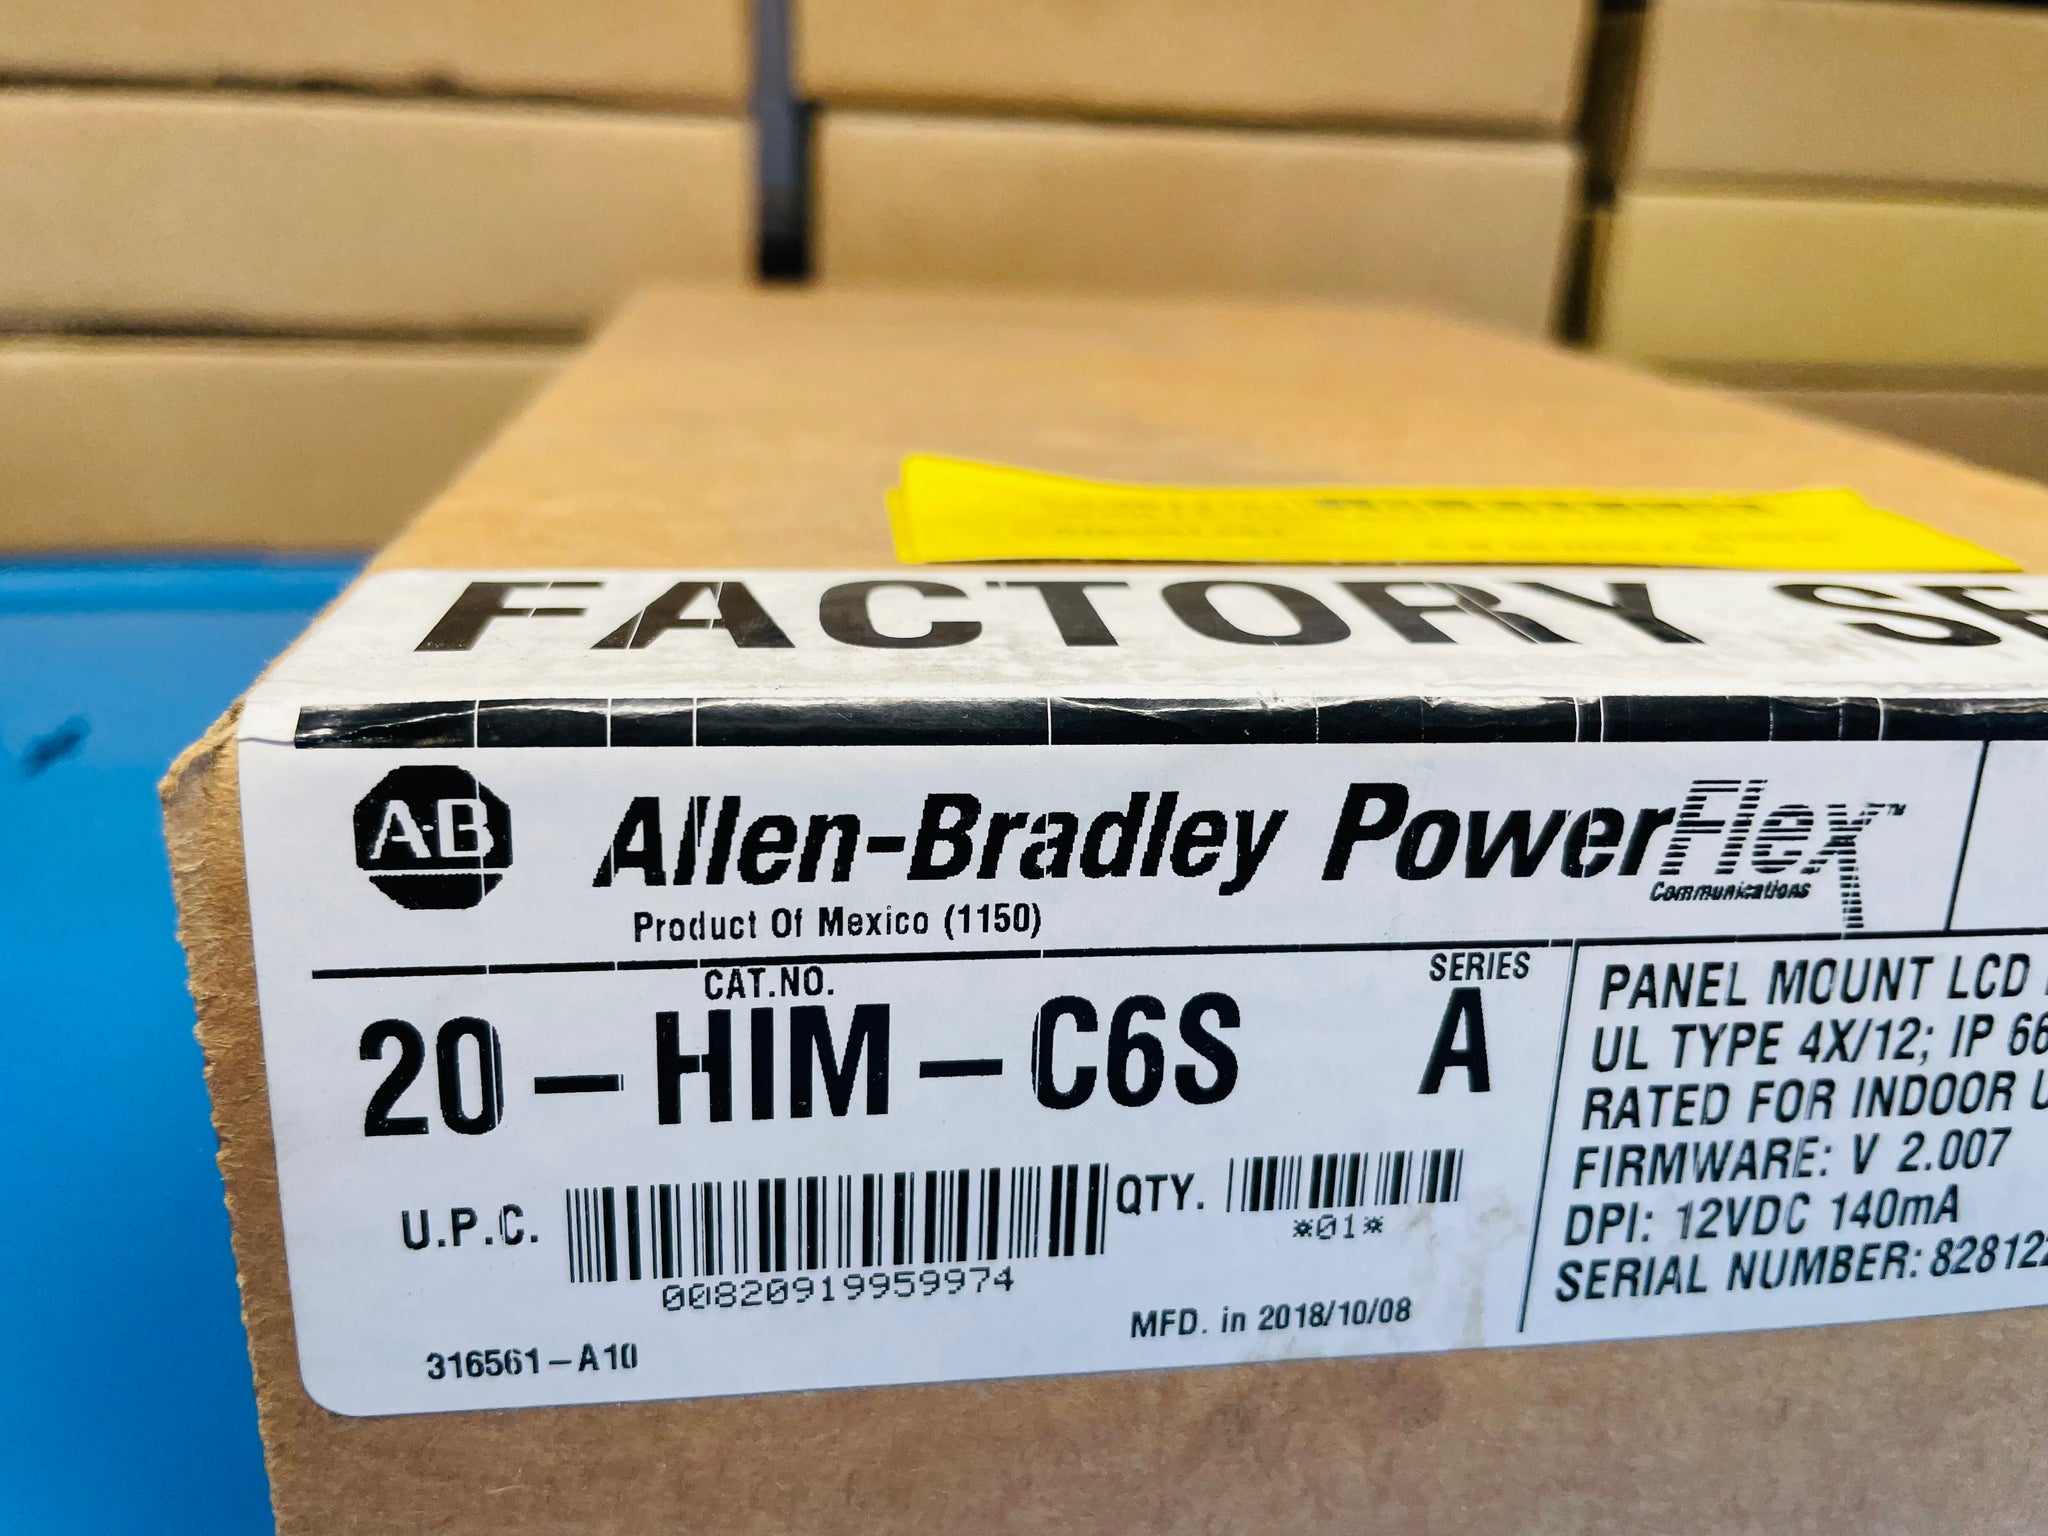 FACTORY SE
A-B
Allen-Bradley PowerFlex™
Communications
Product Of Mexico (1150)
CAT.NO.
SERIES
20-HIM-C6S A
U.P.C.
00820919959974
QTY.
*01*
MFD. in 2018/10/08
316561-A10
PANEL MOUNT LCD
UL TYPE 4X/12; IP 66
RATED FOR INDOOR U
FIRMWARE: V 2.007
DPI: 12VDC 140mA
SERIAL NUMBER: 828122